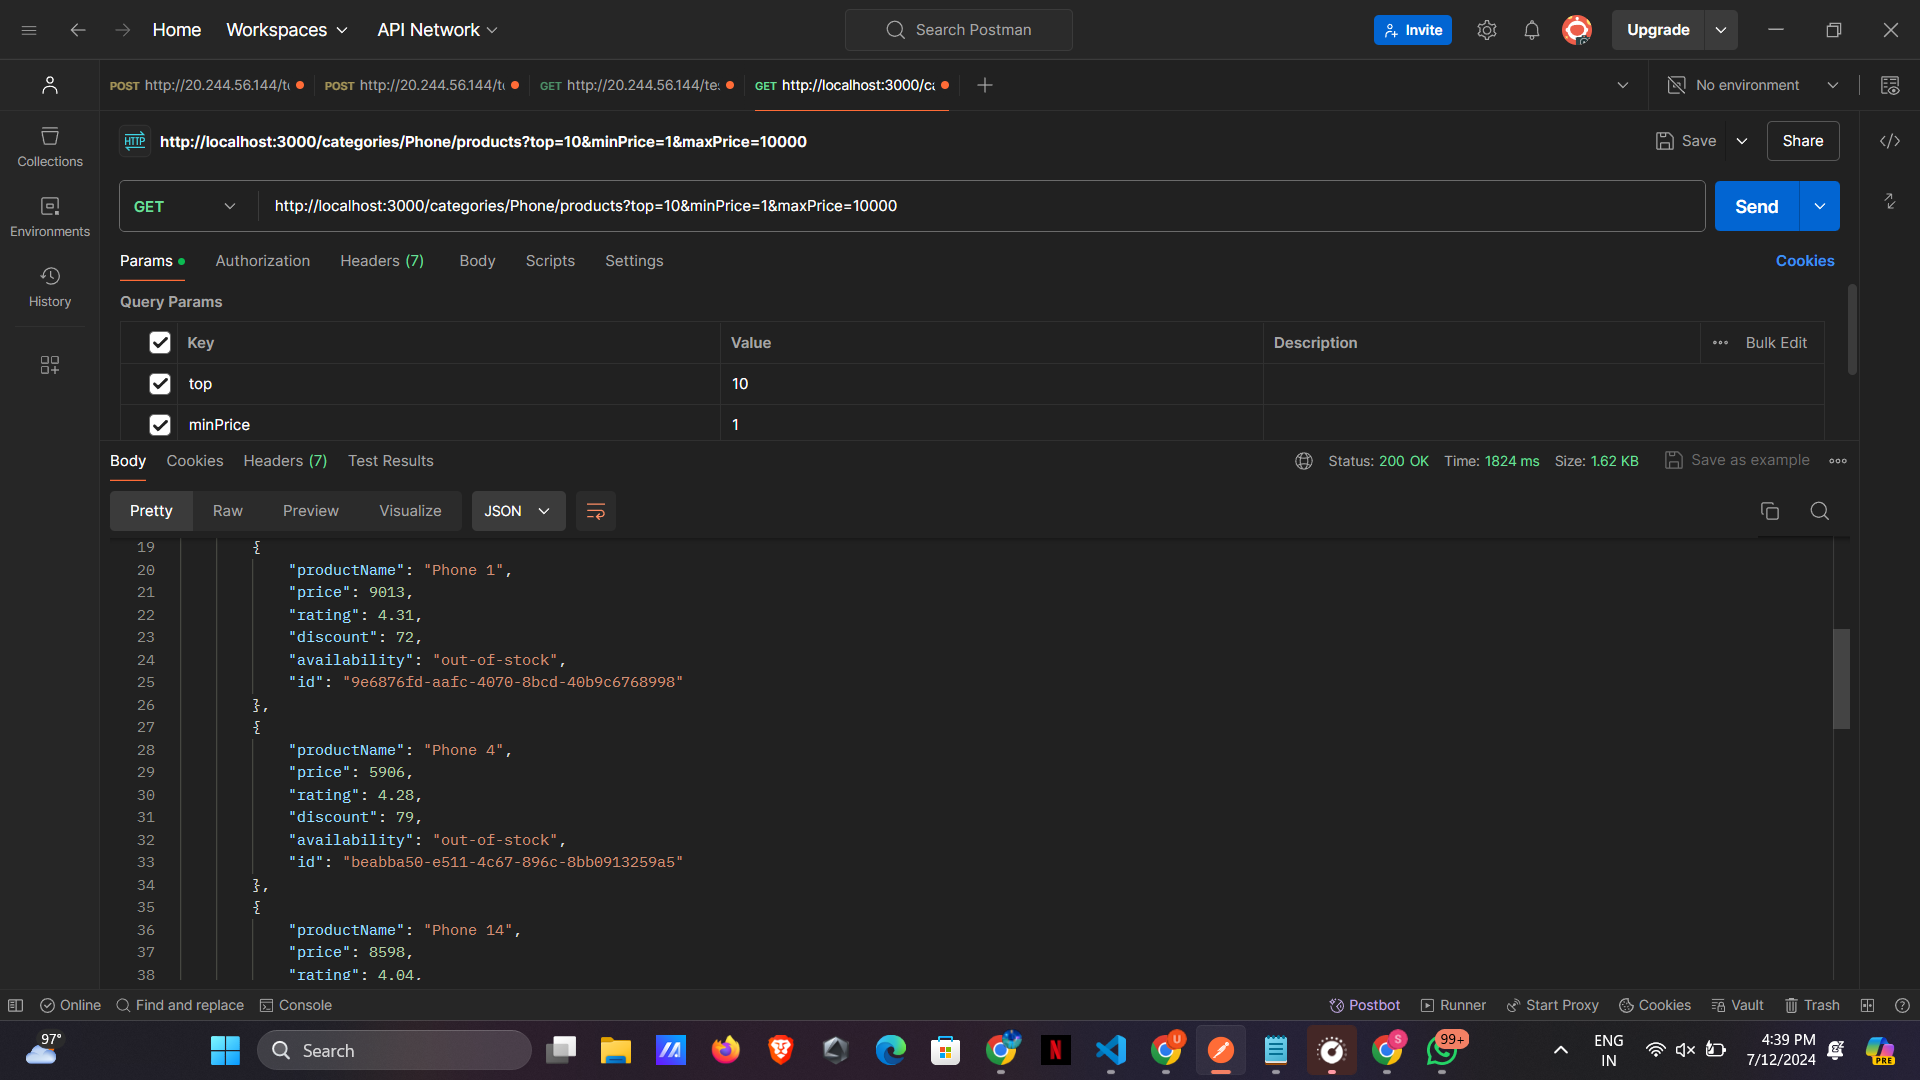 Home Workspaces API Network Search Postman Invite Upgrade
POST http://20.244.56.144/t POST http://20.244.56.144/t GET http://20.244.56.144/te GET http://localhost:3000/ca No environment
HTTP http://localhost:3000/categories/Phone/products?top=10&minPrice=1&maxPrice=10000 Save Share
GET http://localhost:3000/categories/Phone/products?top=10&minPrice=1&maxPrice=10000 Send
Collections
Environments
History
Params Authorization Headers (7) Body Scripts Settings Cookies
Query Params
Key Value Description Bulk Edit
top 10
minPrice 1
Body Cookies Headers (7) Test Results Status: 200 OK Time: 1824 ms Size: 1.62 KB Save as example
Pretty Raw Preview Visualize JSON
19 {
20 "productName": "Phone 1",
21 "price": 9013,
22 "rating": 4.31,
23 "discount": 72,
24 "availability": "out-of-stock",
25 "id": "9e6876fd-aafc-4070-8bcd-40b9c6768998"
26 },
27 {
28 "productName": "Phone 4",
29 "price": 5906,
30 "rating": 4.28,
31 "discount": 79,
32 "availability": "out-of-stock",
33 "id": "beabba50-e511-4c67-896c-8bb0913259a5"
34 },
35 {
36 "productName": "Phone 14",
37 "price": 8598,
38 "rating": 4.04,
Online Find and replace Console Postbot Runner Start Proxy Cookies Vault Trash
97° Search U S 99+ ENG 4:39 PM PRE
IN 7/12/2024